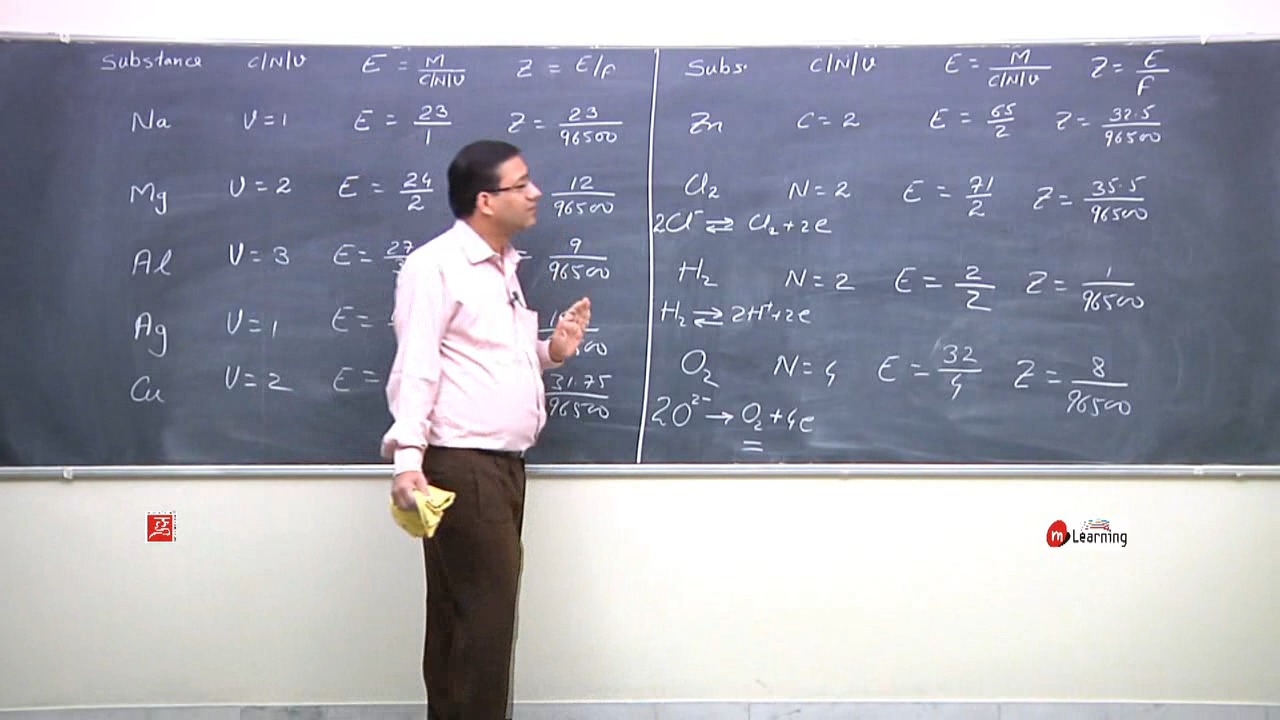 Substance C/N/V E = M/C/N/V Z = E/F
Na V=1 E = 23/1 Z = 23/96500
Mg V=2 E = 24/2 12/96500
Al V=3 E = 27 = 9/96500
Ag V=1 E =
Cu V=2 E = 31.75/96500
Subs. C/N/V E = M/C/N/V Z = E/F
Zn C=2 E = 65/2 Z = 32.5/96500
Cl₂ N=2 E = 71/2 Z = 35.5/96500
2Cl⁻ ⇌ Cl₂ + 2e
H₂ N=2 E = 2/2 Z = 1/96500
H₂ ⇌ 2H⁺ + 2e
O₂ N=4 E = 32/4 Z = 8/96500
2O²⁻ → O₂ + 4e
m Learning